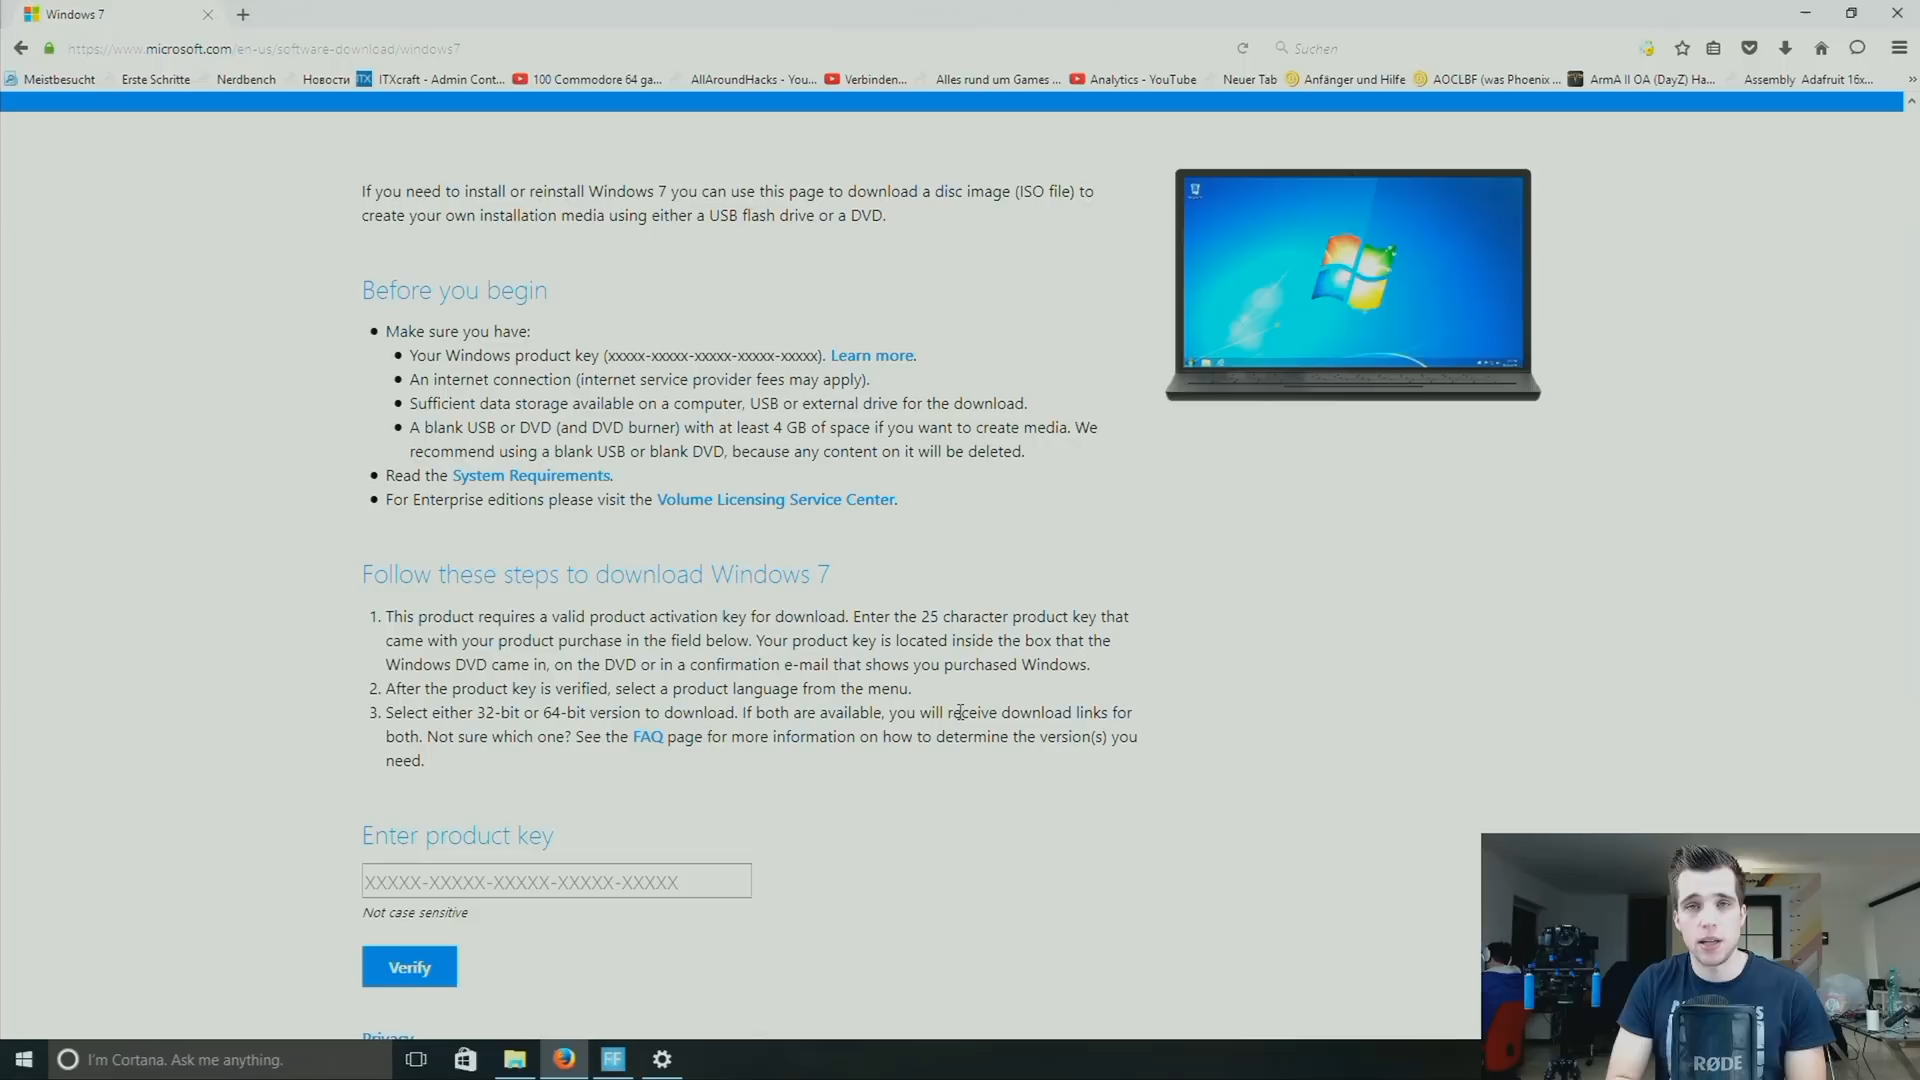 Windows 7
https://www.microsoft.com/en-us/software-download/windows7
Suchen
Meistbesucht Erste Schritte Nerdbench Новости ITX ITXcraft - Admin Cont... 100 Commodore 64 ga... AllAroundHacks - You... Verbinden... Alles rund um Games ... Analytics - YouTube Neuer Tab Anfänger und Hilfe AOCLBF (was Phoenix ... ArmA II OA (DayZ) Ha... Assembly Adafruit 16x... »
If you need to install or reinstall Windows 7 you can use this page to download a disc image (ISO file) to
create your own installation media using either a USB flash drive or a DVD.
Before you begin
Make sure you have:
Your Windows product key (xxxxx-xxxxx-xxxxx-xxxxx-xxxxx). Learn more.
An internet connection (internet service provider fees may apply).
Sufficient data storage available on a computer, USB or external drive for the download.
A blank USB or DVD (and DVD burner) with at least 4 GB of space if you want to create media. We
recommend using a blank USB or blank DVD, because any content on it will be deleted.
Read the System Requirements.
For Enterprise editions please visit the Volume Licensing Service Center.
Follow these steps to download Windows 7
1. This product requires a valid product activation key for download. Enter the 25 character product key that
came with your product purchase in the field below. Your product key is located inside the box that the
Windows DVD came in, on the DVD or in a confirmation e-mail that shows you purchased Windows.
2. After the product key is verified, select a product language from the menu.
3. Select either 32-bit or 64-bit version to download. If both are available, you will receive download links for
both. Not sure which one? See the FAQ page for more information on how to determine the version(s) you
need.
Enter product key
XXXXX-XXXXX-XXXXX-XXXXX-XXXXX
Not case sensitive
Verify
Privacy
I'm Cortana. Ask me anything.
FF
RØDE